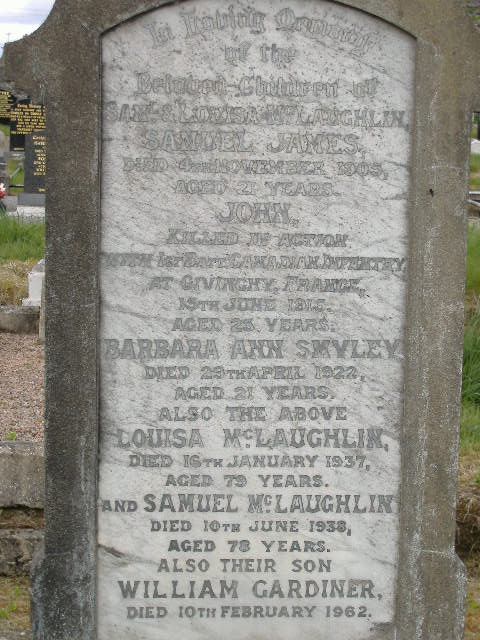 In Loving Memory
of the
Beloved Children of
SAML & LOUISA McLAUGHLIN,
SAMUEL JAMES,
DIED 4TH NOVEMBER 1905,
AGED 21 YEARS.
JOHN,
KILLED IN ACTION
WITH 1ST BATT CANADIAN INFANTRY
AT GIVINCHY, FRANCE,
15TH JUNE 1915,
AGED 25 YEARS.
BARBARA ANN SMYLEY
DIED 29TH APRIL 1922,
AGED 21 YEARS.
ALSO THE ABOVE
LOUISA McLAUGHLIN,
DIED 16TH JANUARY 1937,
AGED 79 YEARS.
AND SAMUEL McLAUGHLIN
DIED 10TH JUNE 1938,
AGED 78 YEARS.
ALSO THEIR SON
WILLIAM GARDINER,
DIED 10TH FEBRUARY 1962.